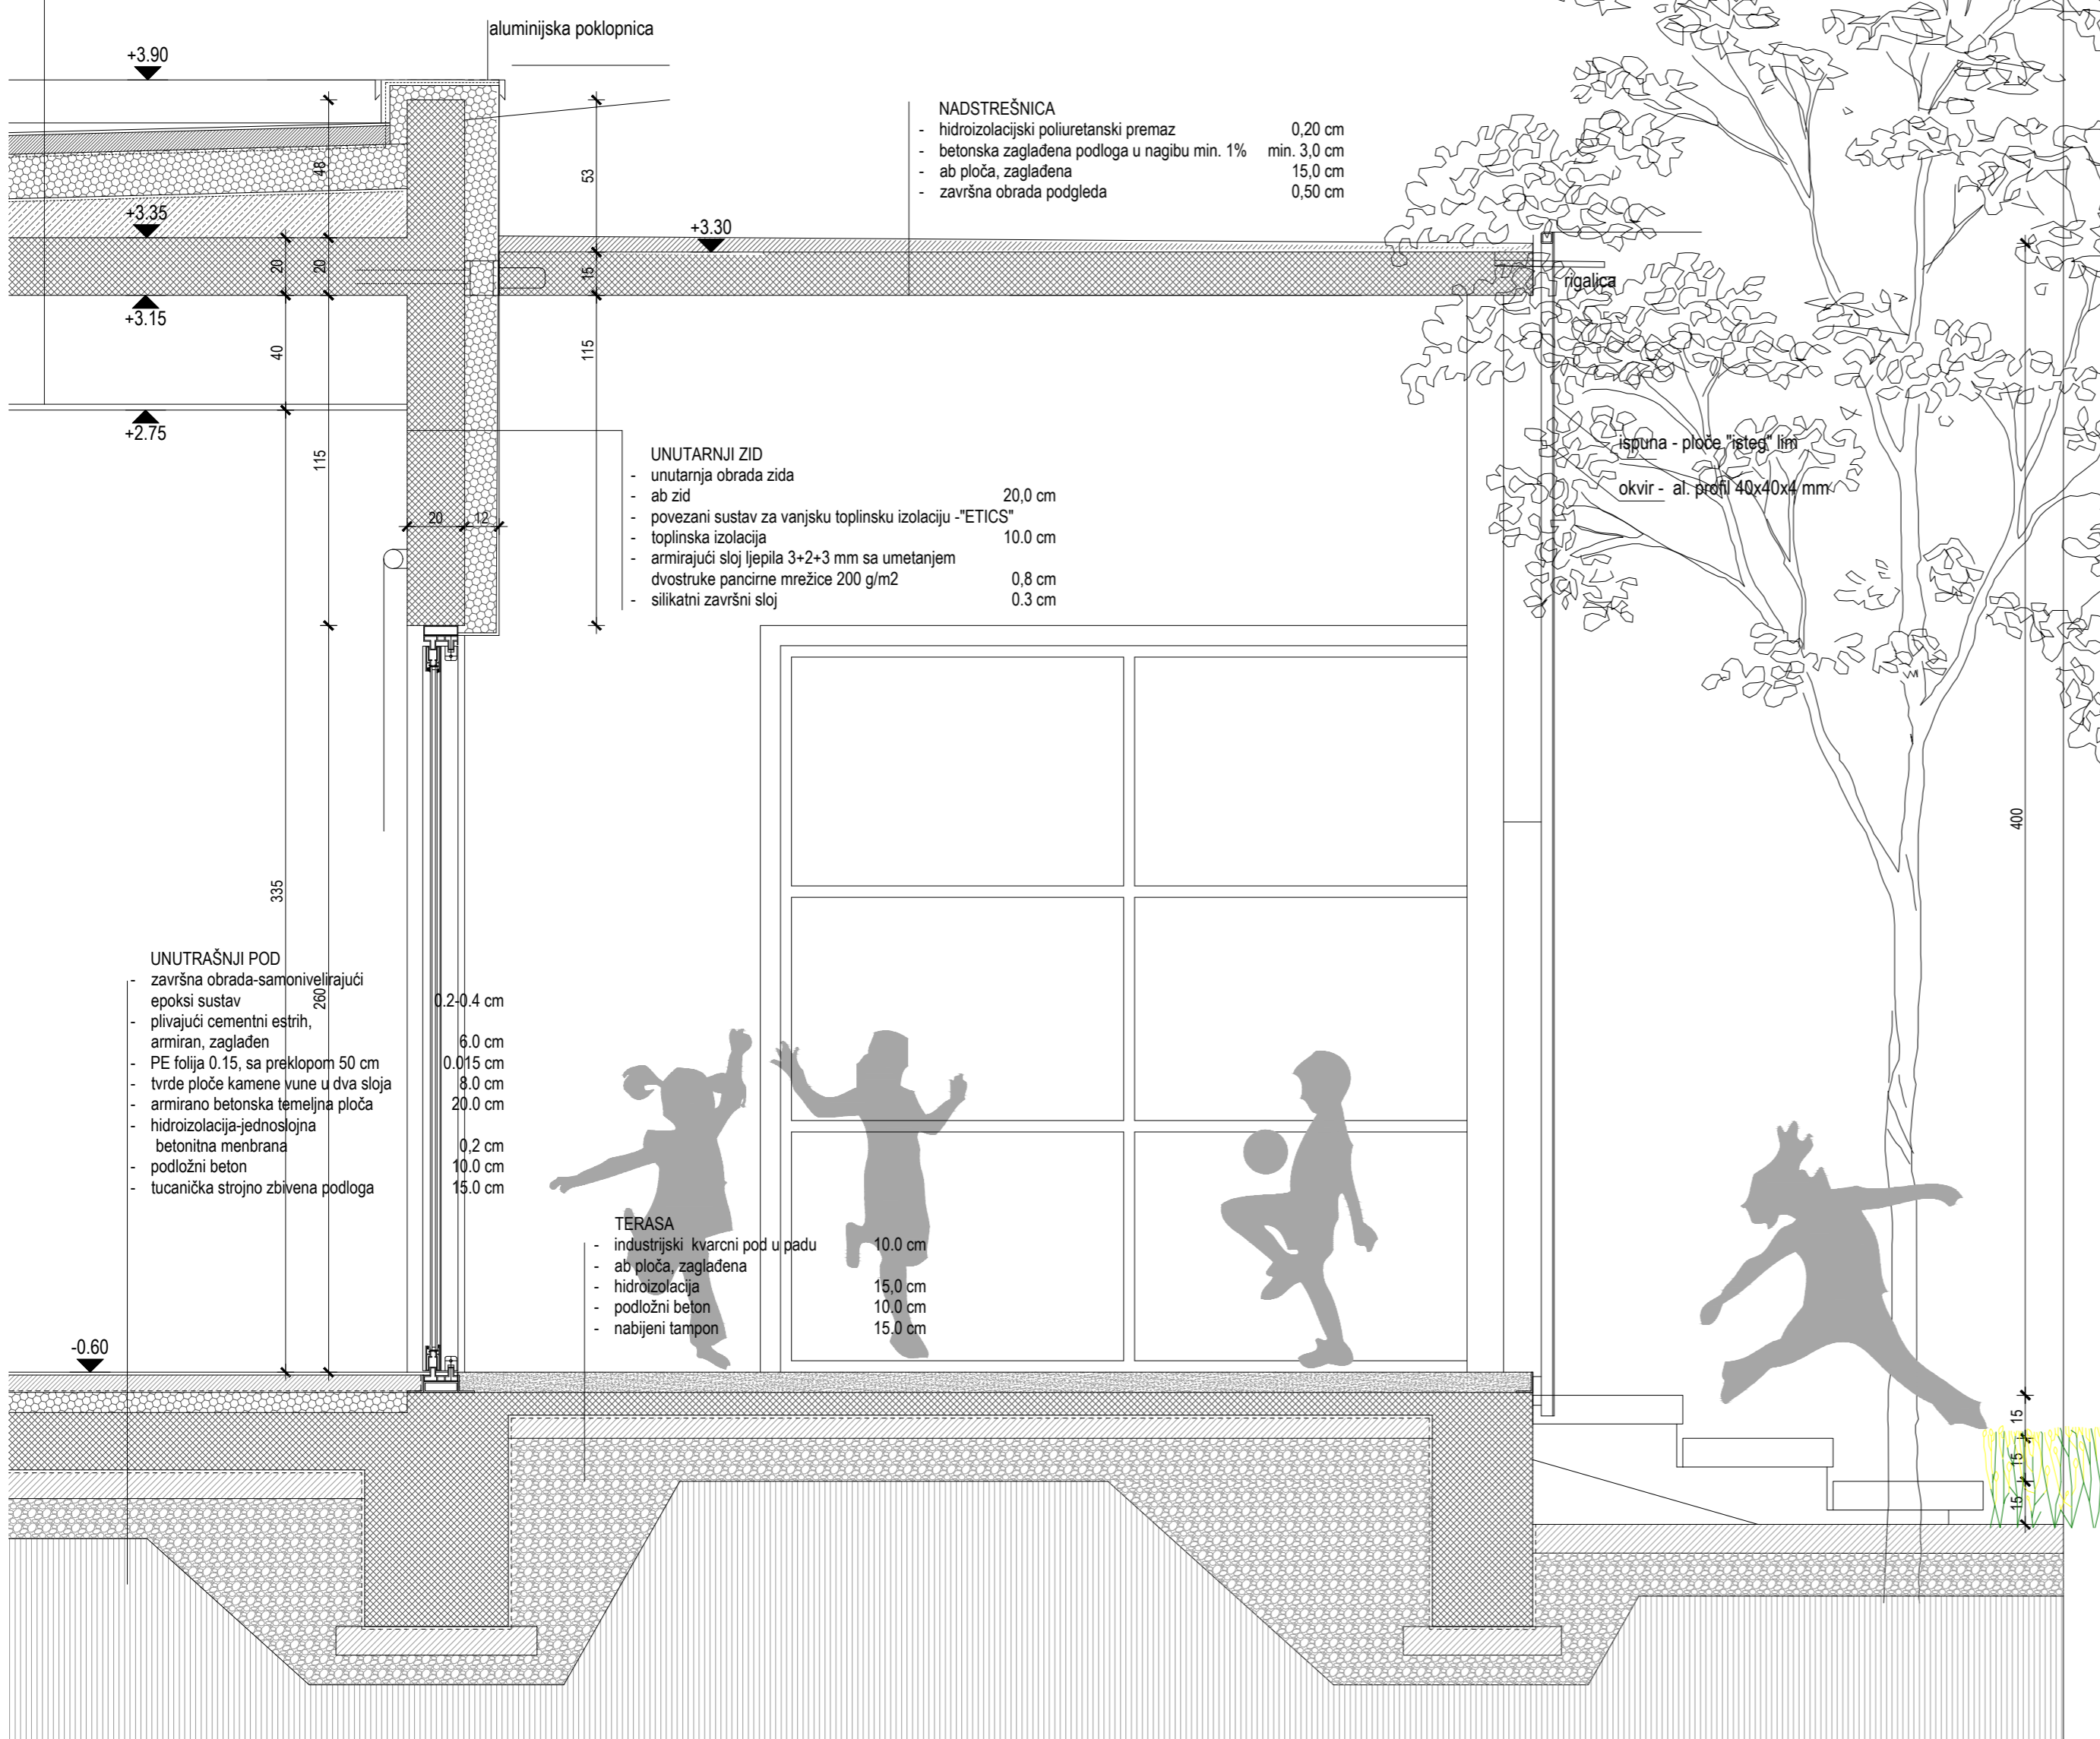 aluminijska poklopnica
+3.90
NADSTREŠNICA
- hidroizolacijski poliuretanski premaz 0,20 cm
- betonska zaglađena podloga u nagibu min. 1% min. 3,0 cm
- ab ploča, zaglađena 15,0 cm
- završna obrada podgleda 0,50 cm
48
53
+3.35
+3.30
20
20
15
rigalica
+3.15
40
115
+2.75
115
ispuna - ploče "isteg" lim
okvir - al. profil 40x40x4 mm
UNUTARNJI ZID
- unutarnja obrada zida
- ab zid 20,0 cm
- povezani sustav za vanjsku toplinsku izolaciju -"ETICS"
- toplinska izolacija 10.0 cm
- armirajući sloj ljepila 3+2+3 mm sa umetanjem
dvostruke pancirne mrežice 200 g/m2 0,8 cm
- silikatni završni sloj 0.3 cm
20
12
400
335
260
UNUTRAŠNJI POD
- završna obrada-samonivelirajući
epoksi sustav 0.2-0.4 cm
- plivajući cementni estrih,
armiran, zaglađen 6.0 cm
- PE folija 0.15, sa preklopom 50 cm 0.015 cm
- tvrde ploče kamene vune u dva sloja 8.0 cm
- armirano betonska temeljna ploča 20.0 cm
- hidroizolacija-jednoslojna
betonitna menbrana 0,2 cm
- podložni beton 10.0 cm
- tucanička strojno zbivena podloga 15.0 cm
TERASA
- industrijski kvarcni pod u padu 10.0 cm
- ab ploča, zaglađena
- hidroizolacija 15,0 cm
- podložni beton 10.0 cm
- nabijeni tampon 15.0 cm
-0.60
15
15
15